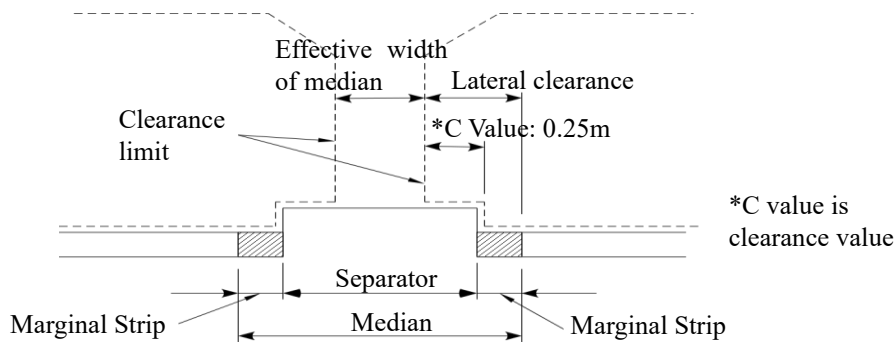 Effective width
of median
Lateral clearance
Clearance
limit
*C Value: 0.25m
*C value is
clearance value
Separator
Marginal Strip
Median
Marginal Strip